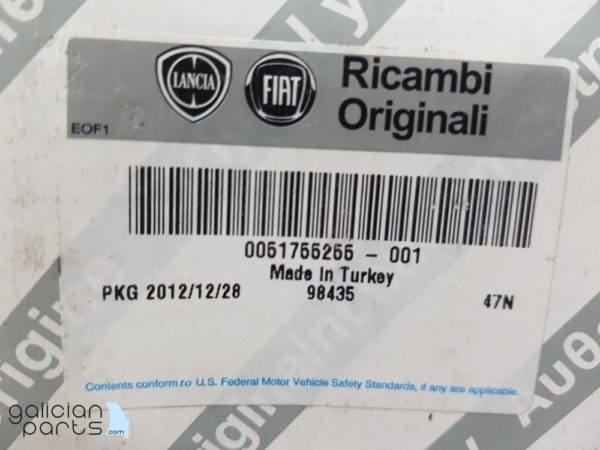 LANCIA
FIAT
Ricambi
Originali
EOF1
0051755255 - 001
Made In Turkey
PKG 2012/12/28 98435 47N
Contents conform to U.S. Federal Motor Vehicle Safety Standards, if any are applicable.
galician
parts.com